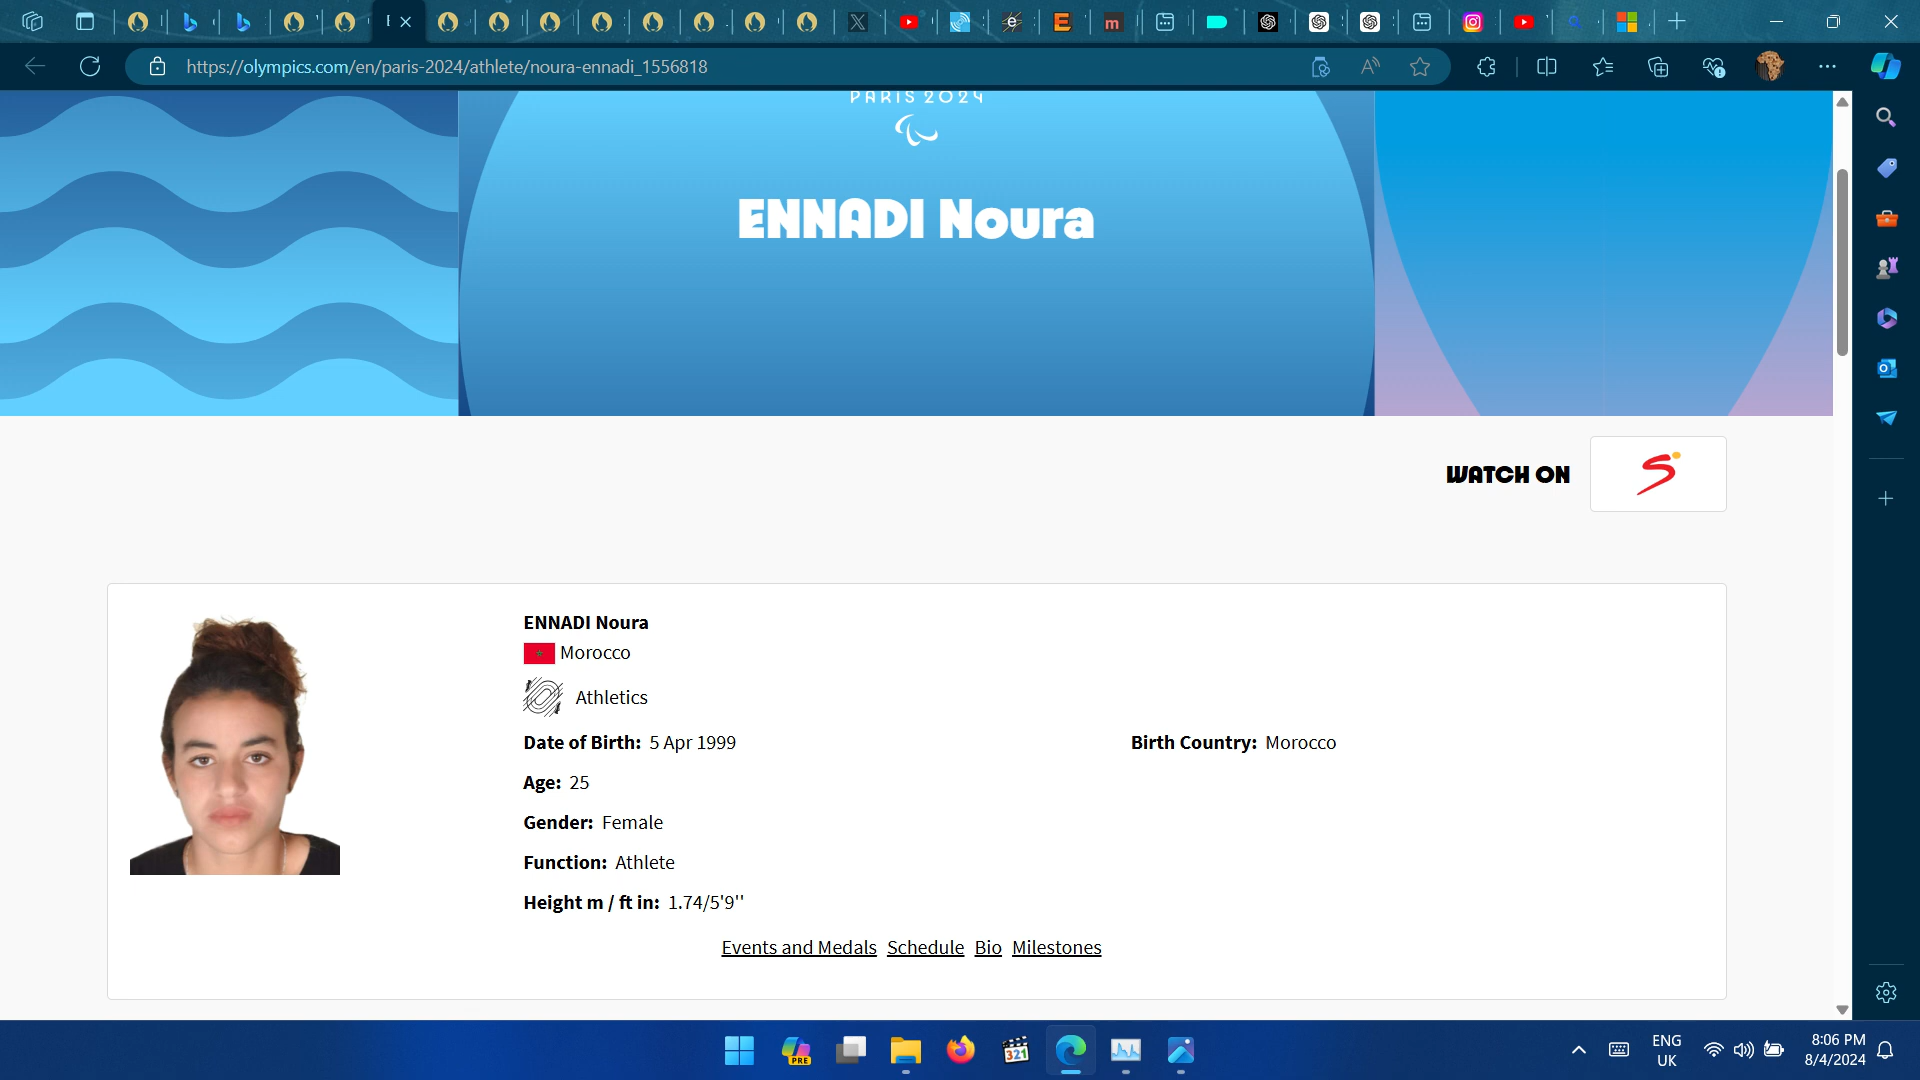 https://olympics.com/en/paris-2024/athlete/noura-ennadi_1556818
PARIS 2024
ENNADI Noura
WATCH ON
ENNADI Noura
Morocco
Athletics
Date of Birth: 5 Apr 1999
Birth Country: Morocco
Age: 25
Gender: Female
Function: Athlete
Height m / ft in: 1.74/5'9''
Events and Medals Schedule Bio Milestones
PRE
321
ENG
UK
8:06 PM
8/4/2024